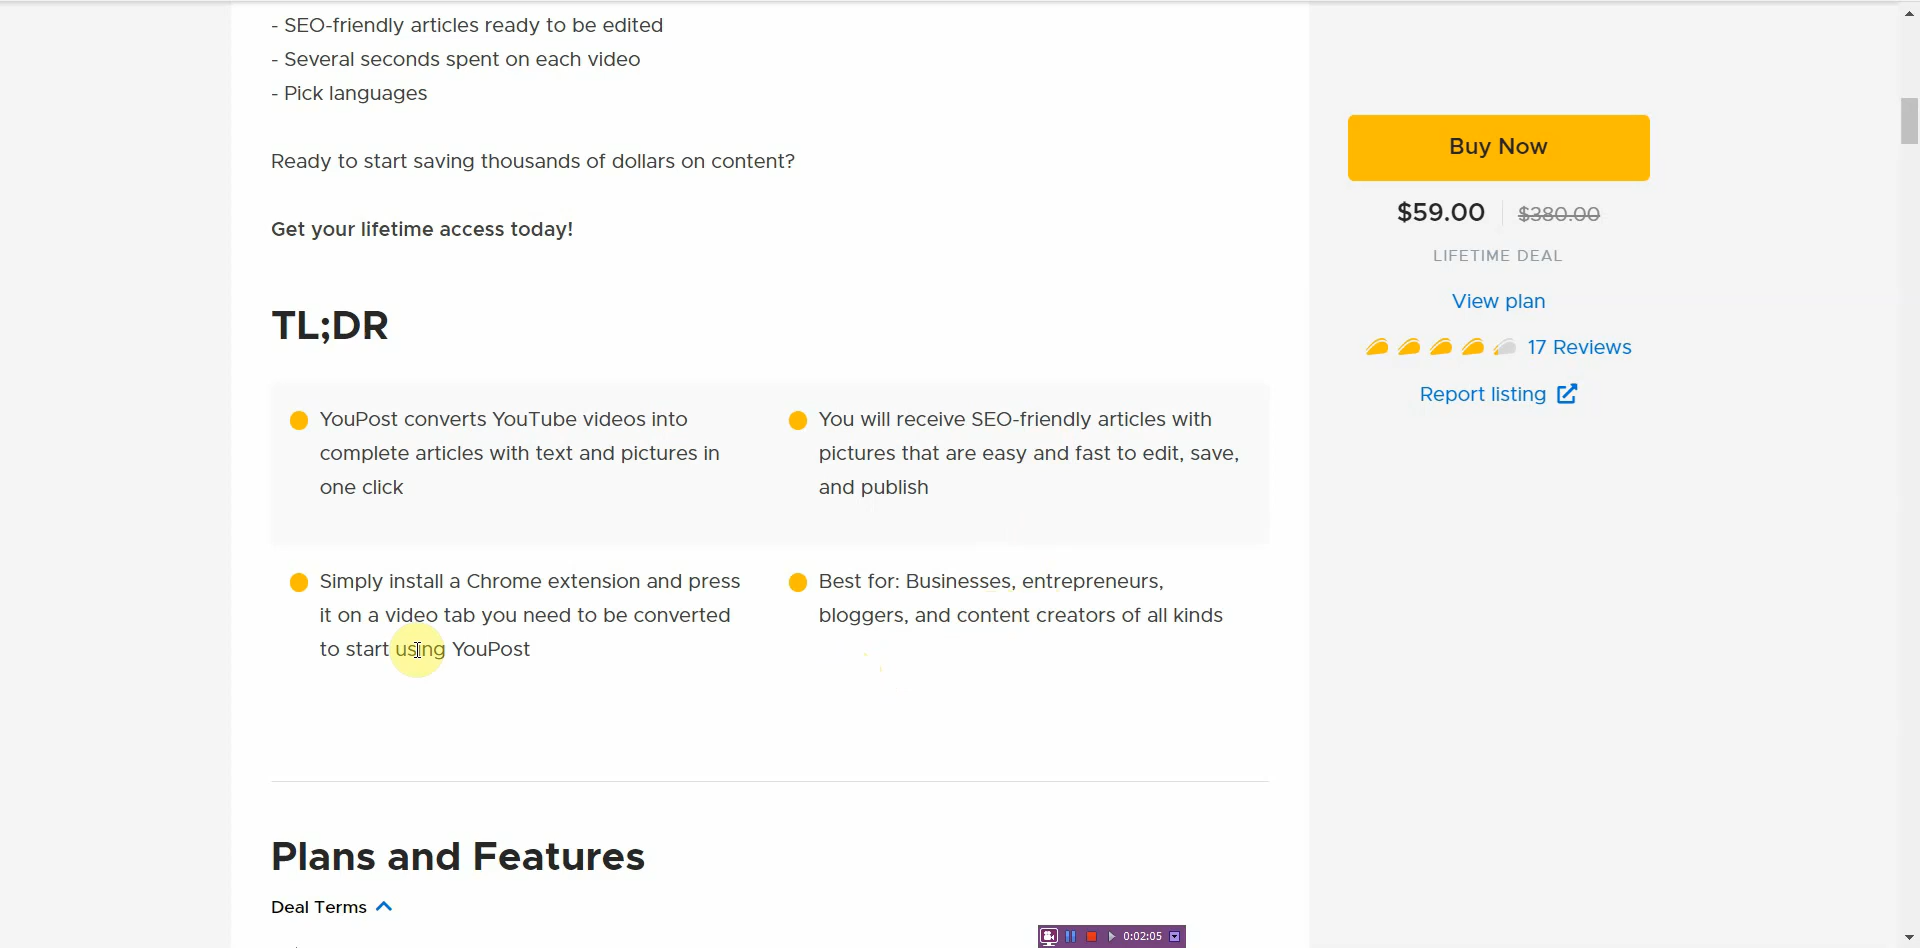 - SEO-friendly articles ready to be edited
- Several seconds spent on each video
- Pick languages
Ready to start saving thousands of dollars on content?
Get your lifetime access today!
TL;DR
YouPost converts YouTube videos into
complete articles with text and pictures in
one click
You will receive SEO-friendly articles with
pictures that are easy and fast to edit, save,
and publish
Simply install a Chrome extension and press
it on a video tab you need to be converted
to start using YouPost
Best for: Businesses, entrepreneurs,
bloggers, and content creators of all kinds
Plans and Features
Deal Terms
Buy Now
$59.00 $380.00
LIFETIME DEAL
View plan
17 Reviews
Report listing
0:02:05